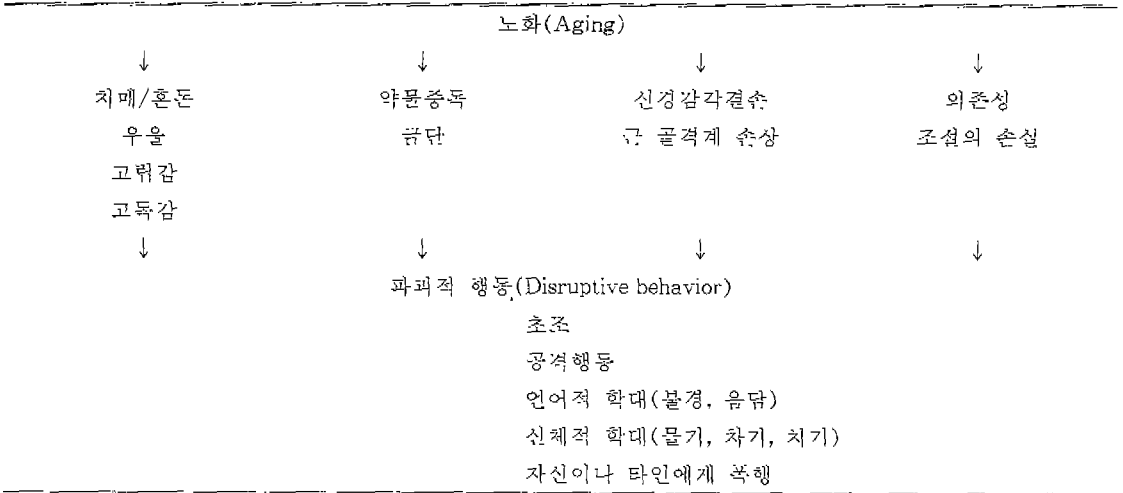 노화(Aging)
↓ ↓ ↓ ↓
치매/혼돈 약물중독 신경감각결손 의존성
우울 금단 근 골격계 손상 조절의 손실
고립감
고독감
↓ ↓ ↓ ↓
파괴적 행동(Disruptive behavior)
초조
공격행동
언어적 학대(불경, 음담)
신체적 학대(물기, 차기, 치기)
자신이나 타인에게 폭행